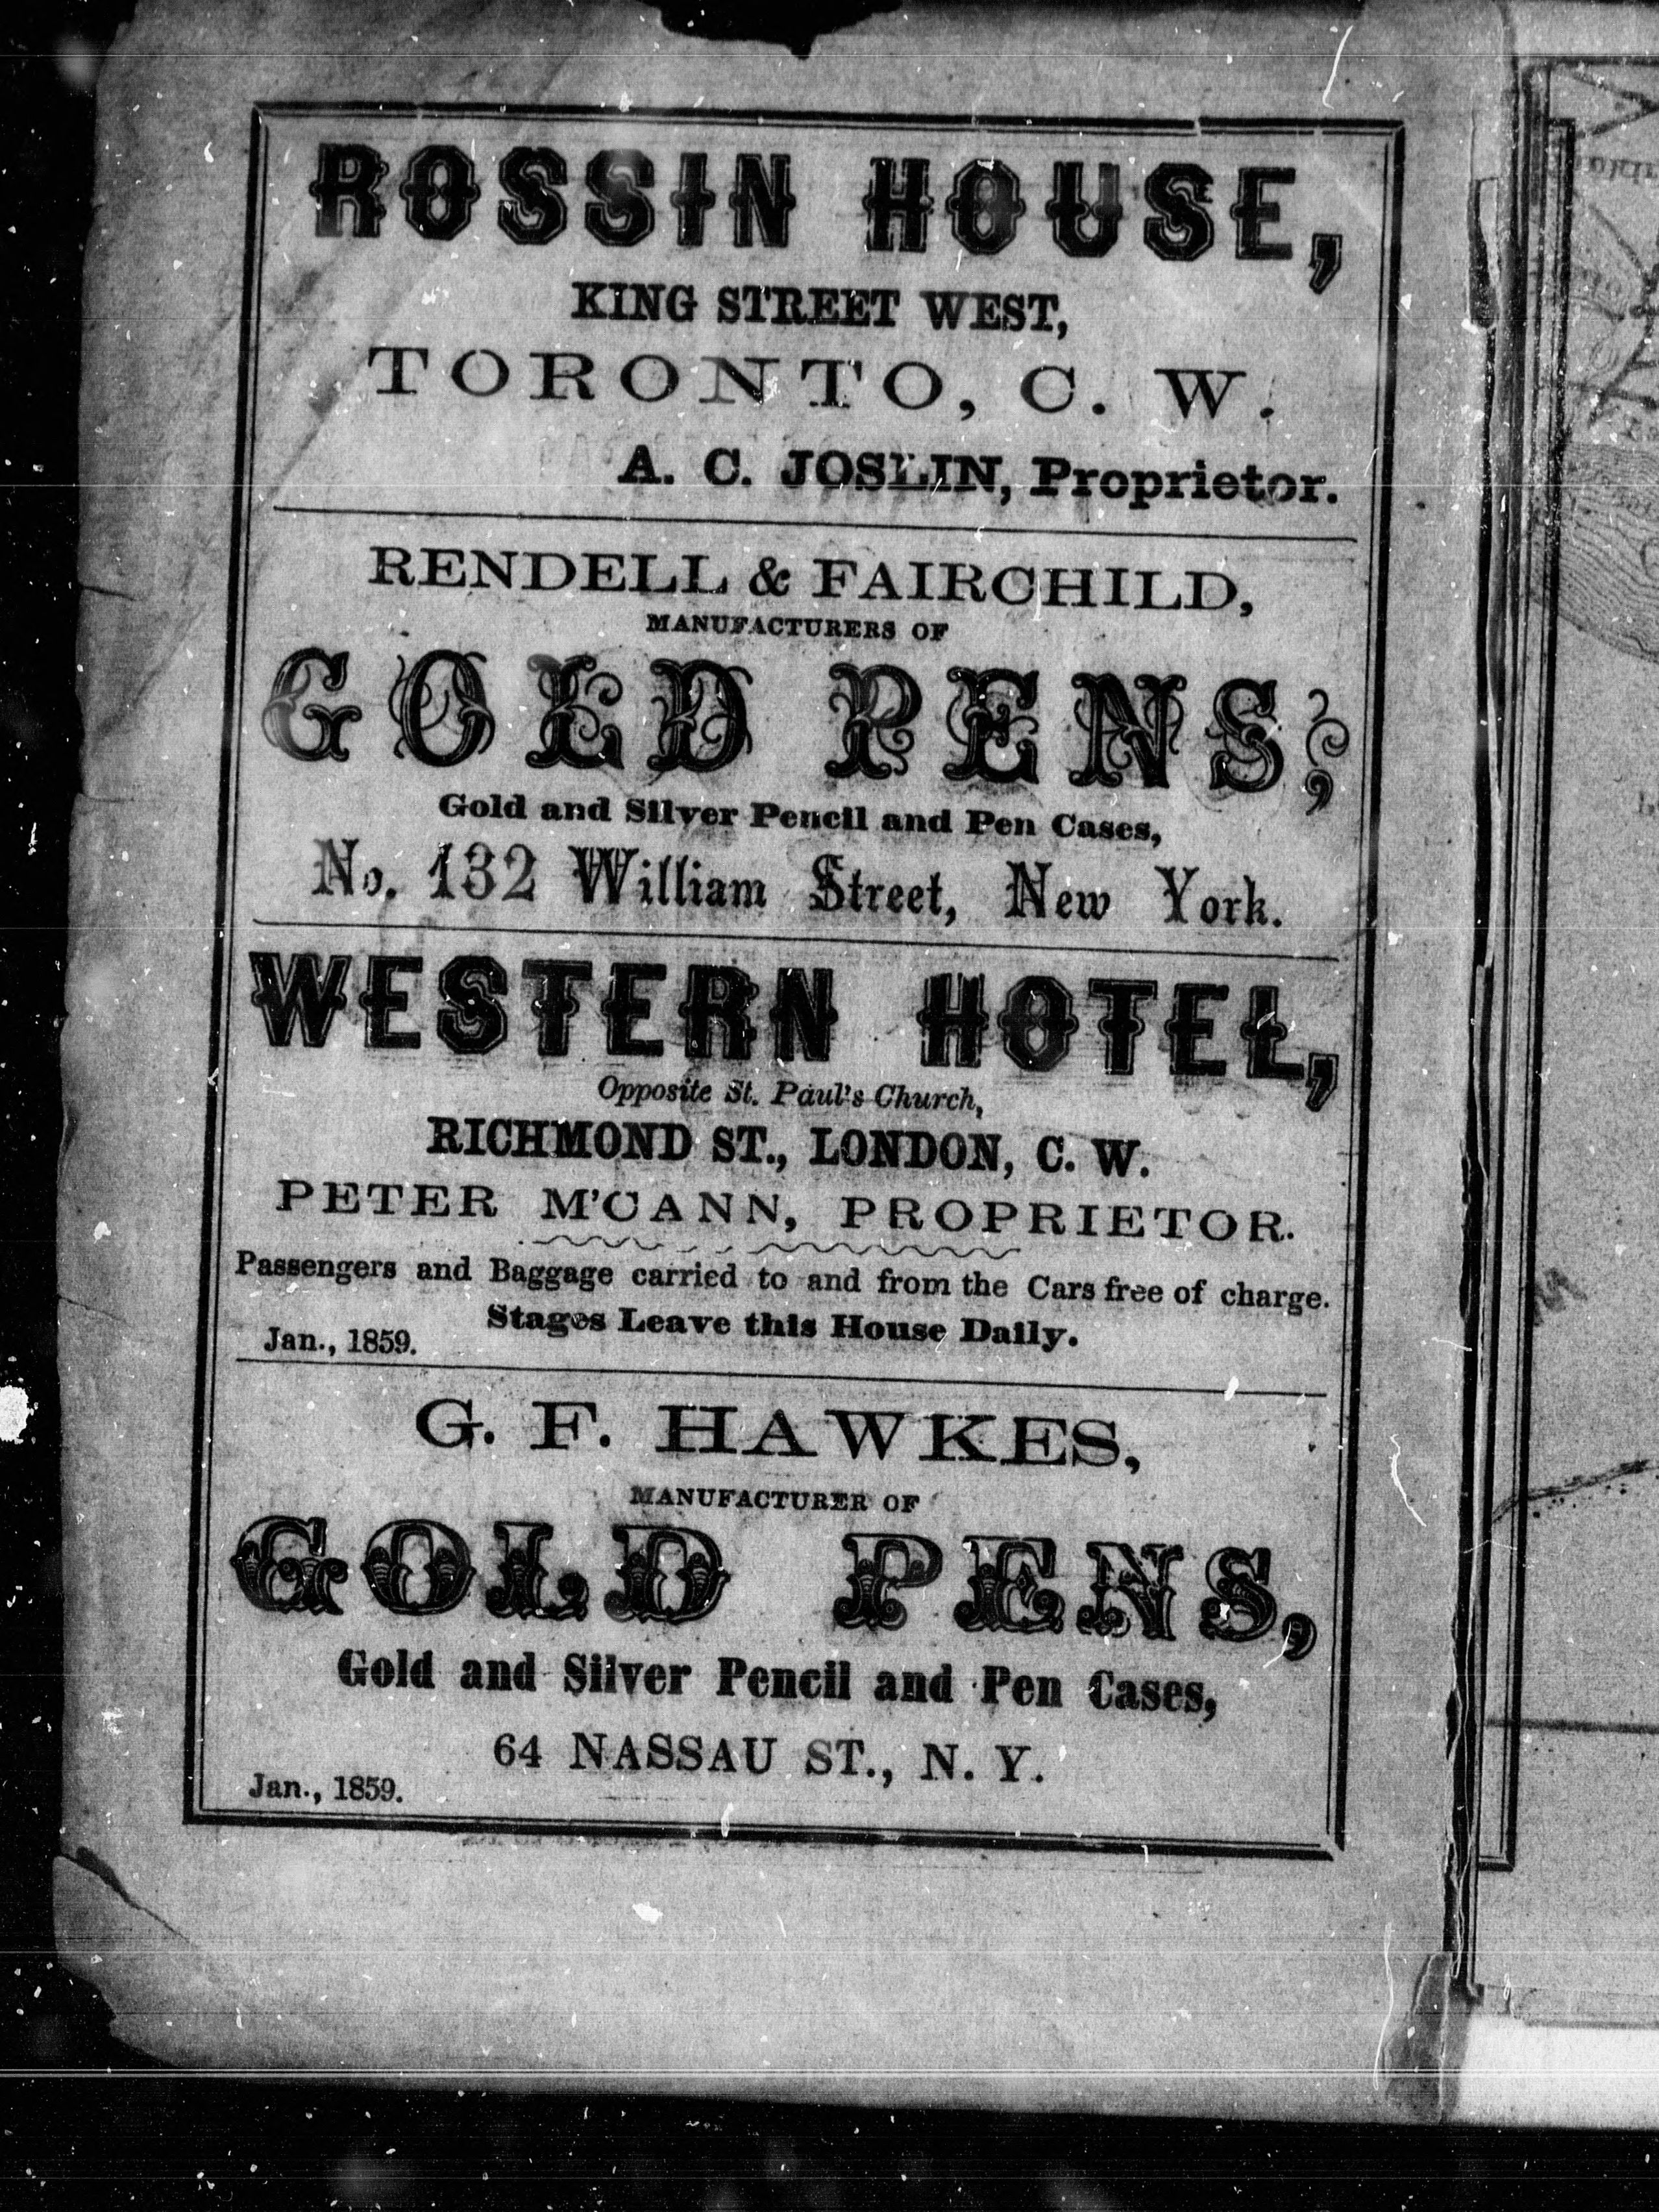 ROSSIN HOUSE,
KING STREET WEST,
TORONTO, C. W.
A. C. JOSLIN, Proprietor.
RENDELL & FAIRCHILD,
MANUFACTURERS OF
GOLD PENS,
Gold and Silver Pencil and Pen Cases,
No. 132 William Street, New York.
WESTERN HOTEL,
Opposite St. Paul's Church,
RICHMOND ST., LONDON, C. W.
PETER M'CANN, PROPRIETOR.
Passengers and Baggage carried to and from the Cars free of charge.
Stages Leave this House Daily.
Jan., 1859.
G. F. HAWKES,
MANUFACTURER OF
GOLD PENS,
Gold and Silver Pencil and Pen Cases,
64 NASSAU ST., N. Y.
Jan., 1859.